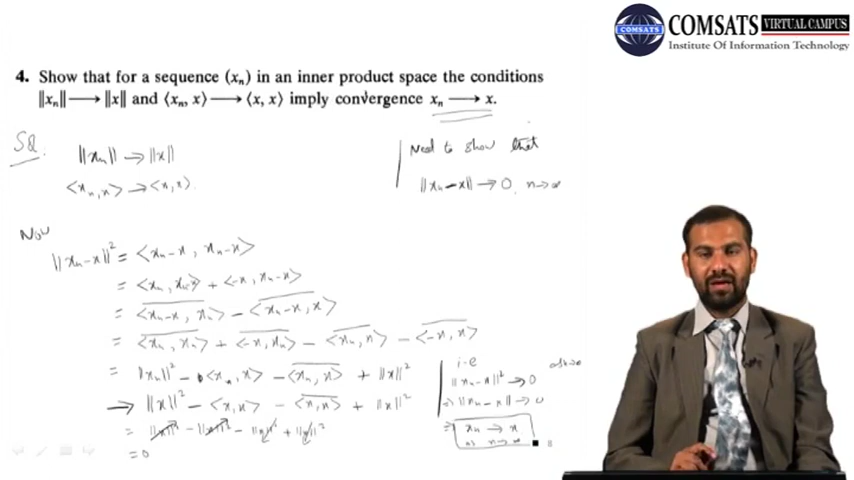 COMSATS VIRTUAL CAMPUS
Institute Of Information Technology
4. Show that for a sequence (xₙ) in an inner product space the conditions
‖xₙ‖ ⟶ ‖x‖ and ⟨xₙ, x⟩ ⟶ ⟨x, x⟩ imply convergence xₙ ⟶ x.
Sol.
‖xₙ‖ → ‖x‖
⟨xₙ, x⟩ → ⟨x, x⟩.
Need to show that
‖xₙ − x‖ → 0, n→∞
Now
‖xₙ − x‖² = ⟨xₙ − x, xₙ − x⟩
= ⟨xₙ, xₙ − x⟩ + ⟨−x, xₙ − x⟩
= \overline{⟨xₙ − x, xₙ⟩} − \overline{⟨xₙ − x, x⟩}
= \overline{⟨xₙ, xₙ⟩} + \overline{⟨−x, xₙ⟩} − \overline{⟨xₙ, x⟩} − \overline{⟨−x, x⟩}
= ‖xₙ‖² − ⟨xₙ, x⟩ − \overline{⟨xₙ, x⟩} + ‖x‖²
→ ‖x‖² − ⟨x, x⟩ − \overline{⟨x, x⟩} + ‖x‖²
= ‖x‖² − ‖x‖² − ‖x‖² + ‖x‖²
= 0
i.e
‖xₙ − x‖² → 0 as n→∞
⇒ ‖xₙ − x‖ → 0
⇒ xₙ → x
as n→∞